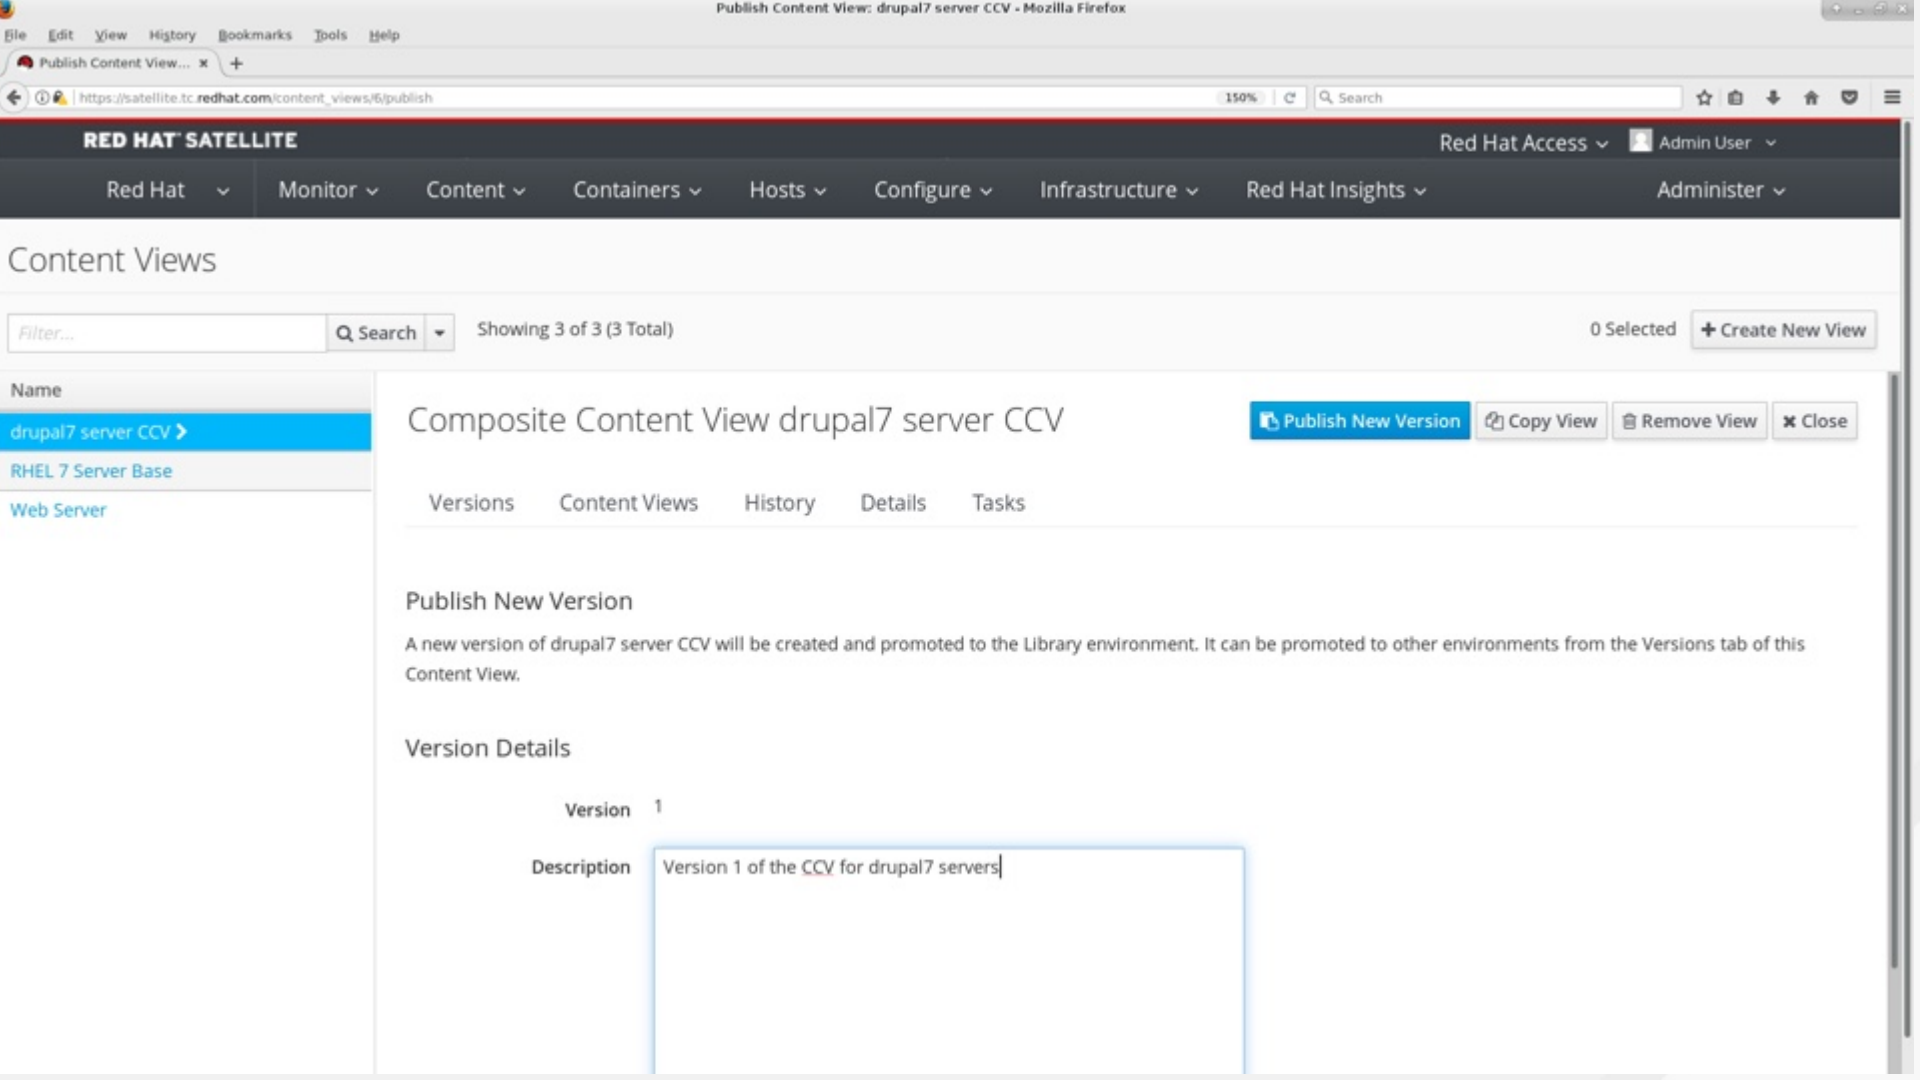 Publish Content View: drupal7 server CCV - Mozilla Firefox
File Edit View History Bookmarks Tools Help
Publish Content View...
https://satellite.tc.redhat.com/content_views/6/publish 150% Search
RED HAT SATELLITE Red Hat Access Admin User
Red Hat Monitor Content Containers Hosts Configure Infrastructure Red Hat Insights Administer
Content Views
Filter... Search Showing 3 of 3 (3 Total) 0 Selected + Create New View
Name
drupal7 server CCV
RHEL 7 Server Base
Web Server
Composite Content View drupal7 server CCV Publish New Version Copy View Remove View Close
Versions Content Views History Details Tasks
Publish New Version
A new version of drupal7 server CCV will be created and promoted to the Library environment. It can be promoted to other environments from the Versions tab of this
Content View.
Version Details
Version 1
Description Version 1 of the CCV for drupal7 servers